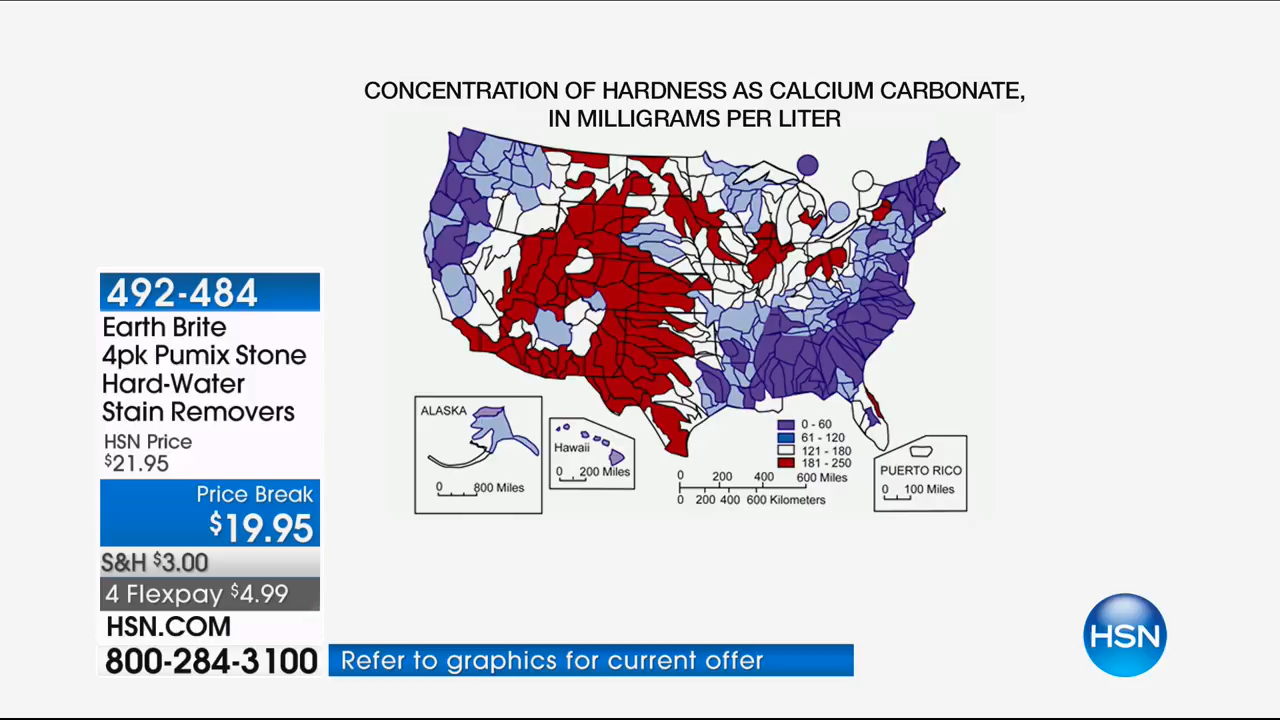 CONCENTRATION OF HARDNESS AS CALCIUM CARBONATE,
IN MILLIGRAMS PER LITER
492-484
Earth Brite
4pk Pumix Stone
Hard-Water
Stain Removers
HSN Price
$21.95
Price Break
$19.95
S&H $3.00
4 Flexpay $4.99
HSN.COM
800-284-3100
Refer to graphics for current offer
ALASKA
0 800 Miles
Hawaii
0 200 Miles
0 - 60
61 - 120
121 - 180
181 - 250
0 200 400 600 Miles
0 200 400 600 Kilometers
PUERTO RICO
0 100 Miles
HSN